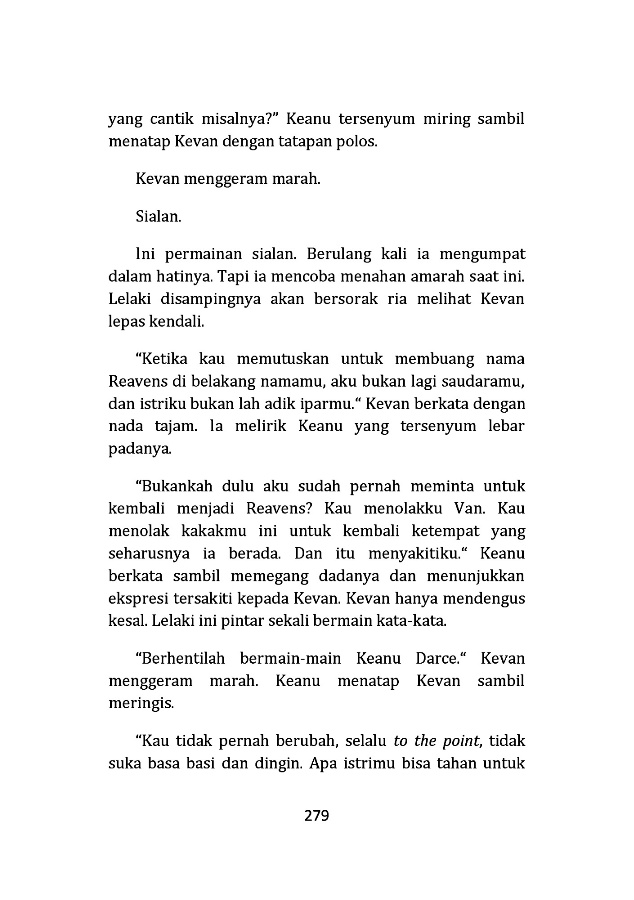 yang cantik misalnya?” Keanu tersenyum miring sambil
menatap Kevan dengan tatapan polos.
Kevan menggeram marah.
Sialan.
Ini permainan sialan. Berulang kali ia mengumpat
dalam hatinya. Tapi ia mencoba menahan amarah saat ini.
Lelaki disampingnya akan bersorak ria melihat Kevan
lepas kendali.
“Ketika kau memutuskan untuk membuang nama
Reavens di belakang namamu, aku bukan lagi saudaramu,
dan istriku bukan lah adik iparmu.“ Kevan berkata dengan
nada tajam. Ia melirik Keanu yang tersenyum lebar
padanya.
“Bukankah dulu aku sudah pernah meminta untuk
kembali menjadi Reavens? Kau menolakku Van. Kau
menolak kakakmu ini untuk kembali ketempat yang
seharusnya ia berada. Dan itu menyakitiku.“ Keanu
berkata sambil memegang dadanya dan menunjukkan
ekspresi tersakiti kepada Kevan. Kevan hanya mendengus
kesal. Lelaki ini pintar sekali bermain kata-kata.
“Berhentilah bermain-main Keanu Darce.“ Kevan
menggeram marah. Keanu menatap Kevan sambil
meringis.
“Kau tidak pernah berubah, selalu to the point, tidak
suka basa basi dan dingin. Apa istrimu bisa tahan untuk
279